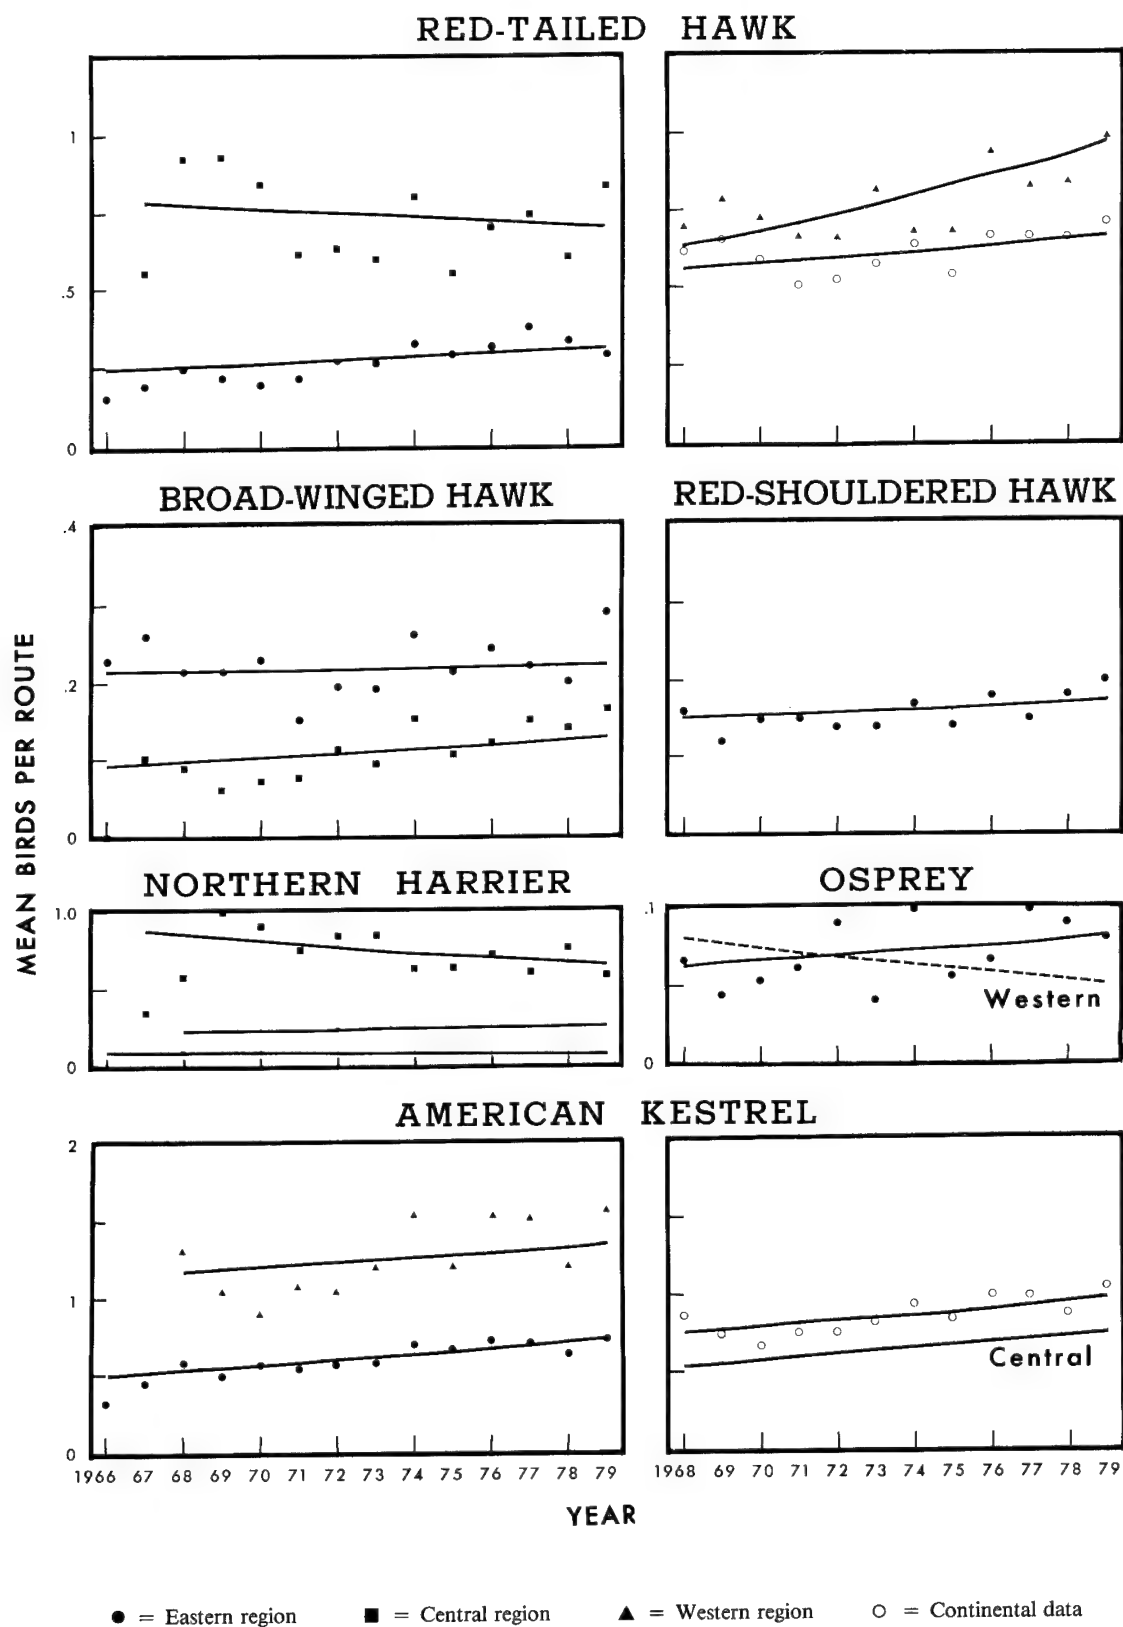 RED-TAILED HAWK
1
.5
0
BROAD-WINGED HAWK
RED-SHOULDERED HAWK
.4
.2
0
MEAN BIRDS PER ROUTE
NORTHERN HARRIER
OSPREY
1.0
0
.1
0
Western
AMERICAN KESTREL
2
1
0
Central
1966 67 68 69 70 71 72 73 74 75 76 77 78 79
1968 69 70 71 72 73 74 75 76 77 78 79
YEAR
● = Eastern region ■ = Central region ▲ = Western region ○ = Continental data